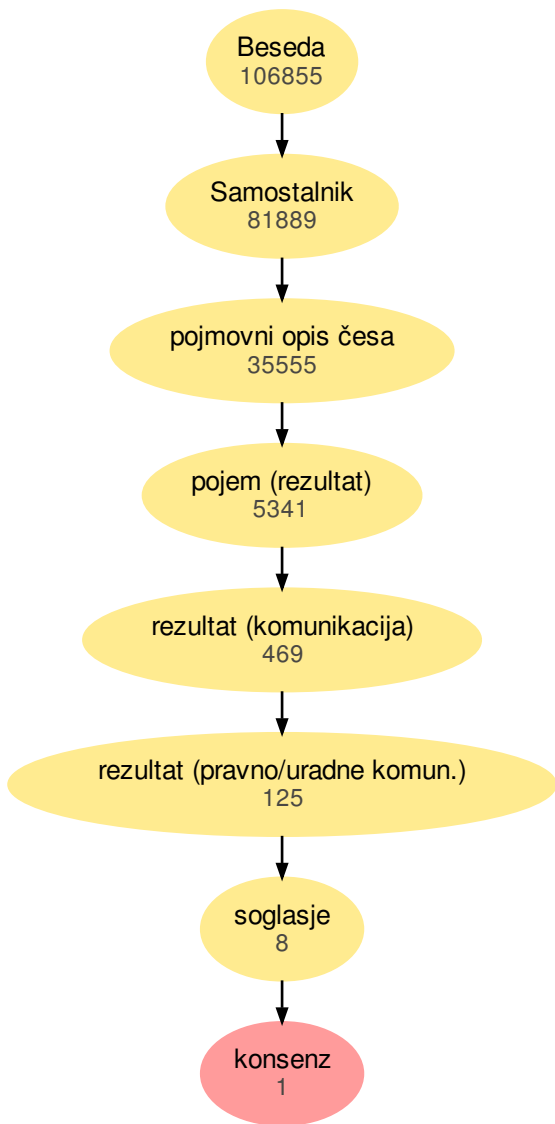 Beseda
106855
Samostalnik
81889
pojmovni opis česa
35555
pojem (rezultat)
5341
rezultat (komunikacija)
469
rezultat (pravno/uradne komun.)
125
soglasje
8
konsenz
1